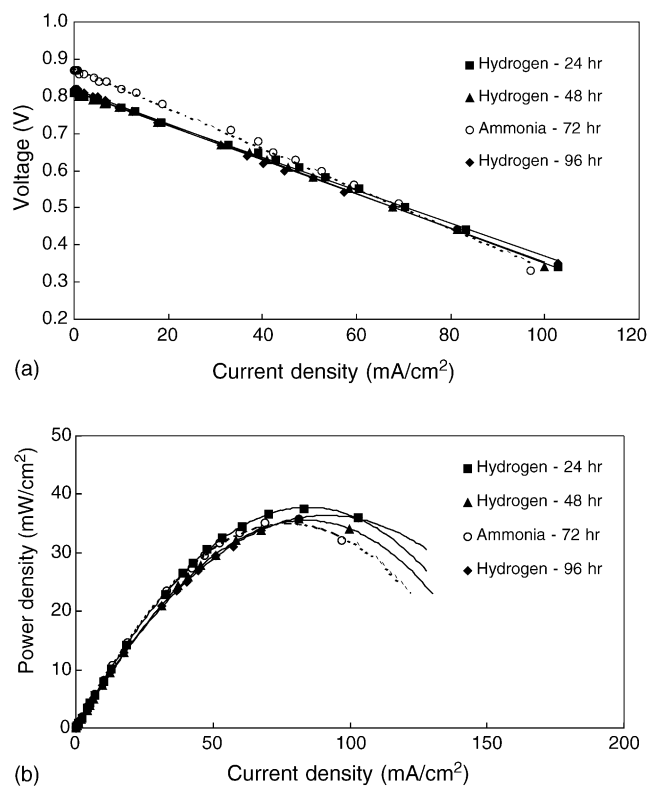 1.0
0.9
0.8
0.7
0.6
0.5
0.4
0.3
0.2
Voltage (V)
Hydrogen - 24 hr
Hydrogen - 48 hr
Ammonia - 72 hr
Hydrogen - 96 hr
0 20 40 60 80 100 120
(a)
Current density (mA/cm²)
50
40
30
20
10
0
Power density (mW/cm²)
Hydrogen - 24 hr
Hydrogen - 48 hr
Ammonia - 72 hr
Hydrogen - 96 hr
0 50 100 150 200
(b)
Current density (mA/cm²)